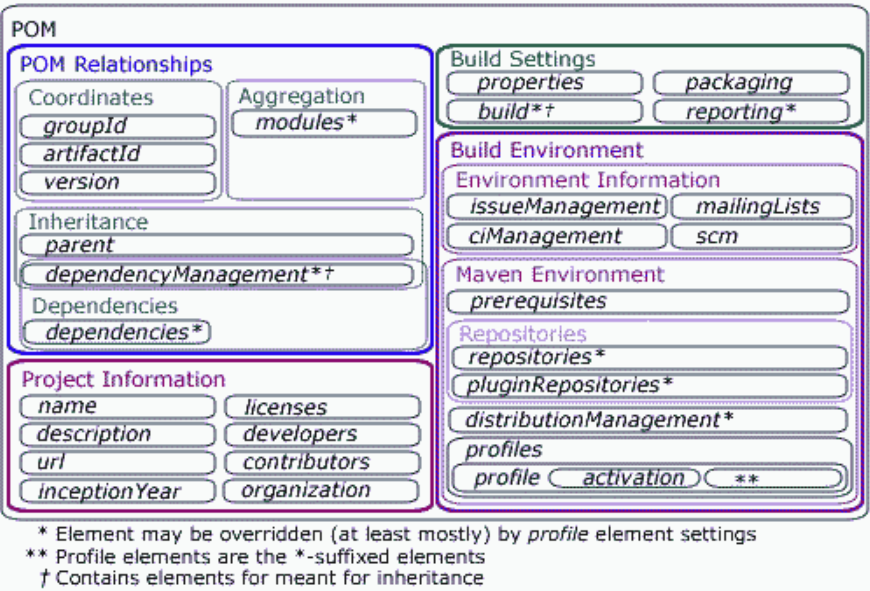 POM
POM Relationships
Coordinates
groupId
artifactId
version
Aggregation
modules*
Inheritance
parent
dependencyManagement*†
Dependencies
dependencies*
Project Information
name
licenses
description
developers
url
contributors
inceptionYear
organization
Build Settings
properties
packaging
build*†
reporting*
Build Environment
Environment Information
issueManagement
mailingLists
ciManagement
scm
Maven Environment
prerequisites
Repositories
repositories*
pluginRepositories*
distributionManagement*
profiles
profile activation **
* Element may be overridden (at least mostly) by profile element settings
** Profile elements are the *-suffixed elements
† Contains elements for meant for inheritance